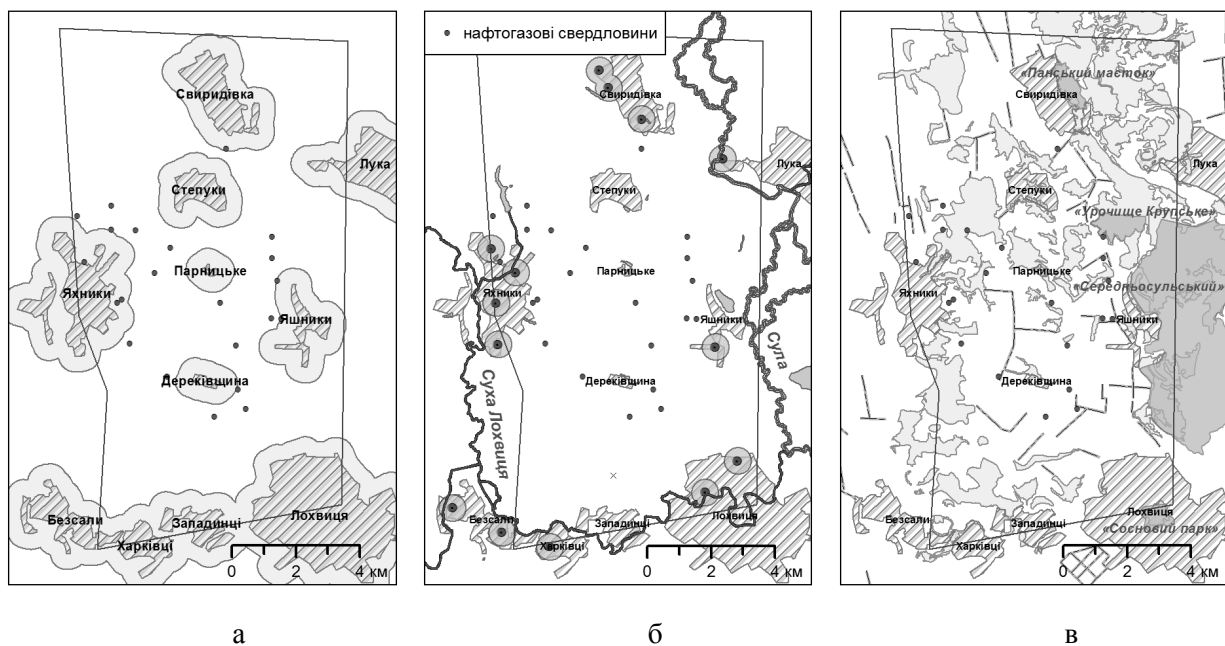 Свиридівка
Лука
Степуки
Парницьке
Яхники
Яшники
Дереківщина
Безсали
Западинці
Лохвиця
Харківці
0 2 4 км
нафтогазові свердловини
Свиридівка
Лука
Степуки
Парницьке
Яхники
Яшники
Сула
Дереківщина
Суха Лохвиця
Безсали
Западинці
Лохвиця
Харківці
0 2 4 км
«Панський маєток»
Свиридівка
Лука
Степуки
«Урочище Крупське»
Парницьке
«Середньосульський»
Яхники
Яшники
Дереківщина
Лохвиця
Безсали
Западинці
«Сосновий парк»
Харківці
0 2 4 км
а б в